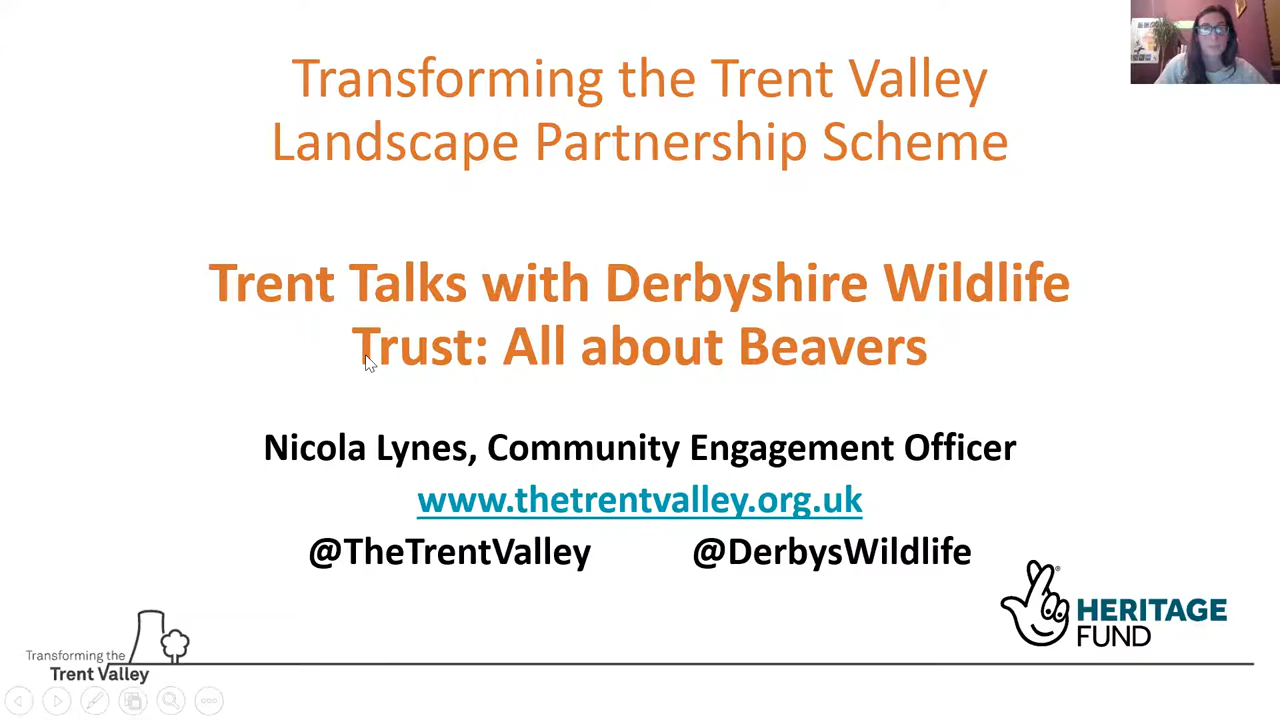 Transforming the Trent Valley
Landscape Partnership Scheme
Trent Talks with Derbyshire Wildlife
Trust: All about Beavers
Nicola Lynes, Community Engagement Officer
www.thetrentvalley.org.uk
@TheTrentValley @DerbysWildlife
HERITAGE
FUND
Transforming the
Trent Valley